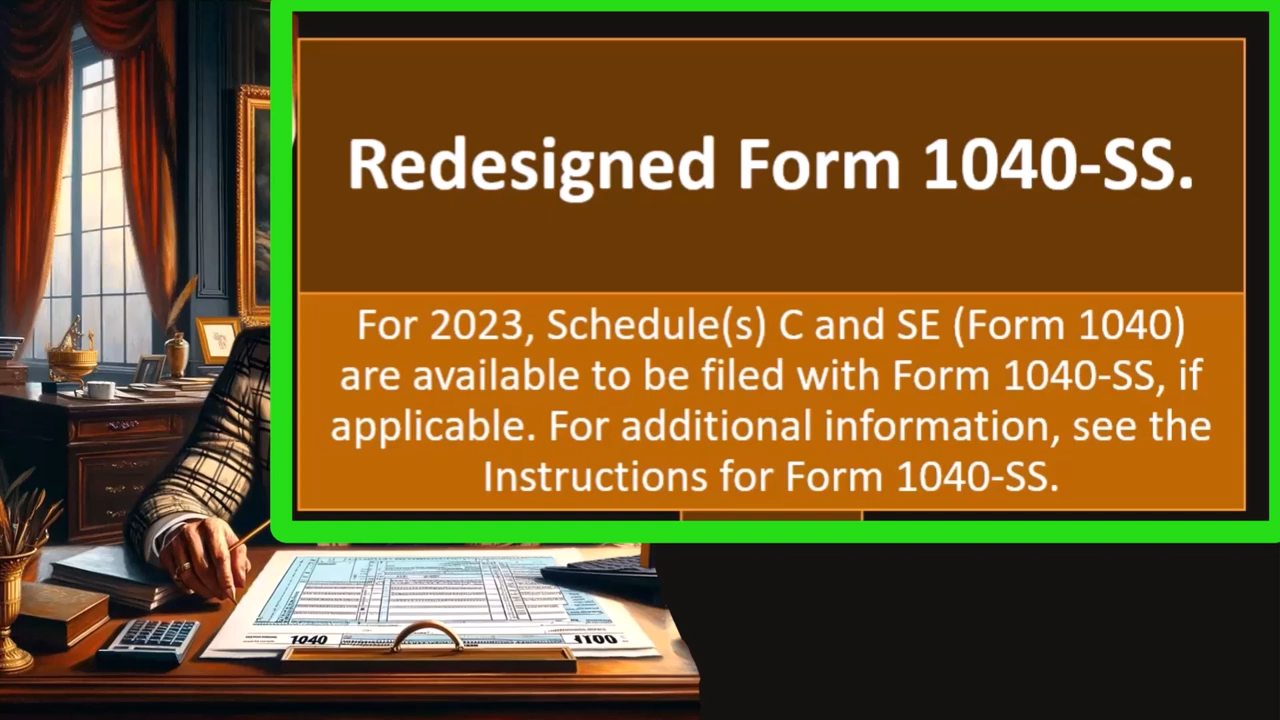 Redesigned Form 1040-SS.
For 2023, Schedule(s) C and SE (Form 1040)
are available to be filed with Form 1040-SS, if
applicable. For additional information, see the
Instructions for Form 1040-SS.
1040